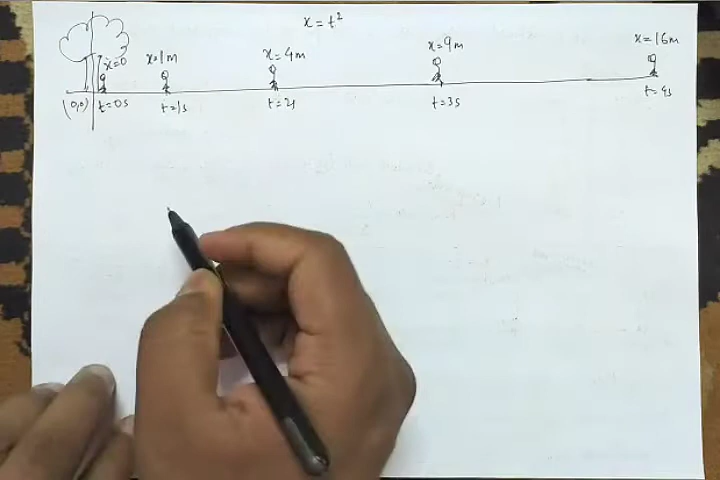 x = t²
x=0 x=1m x=4m x=9m x=16m
(0,0) t=0s t=1s t=2s t=3s t=4s